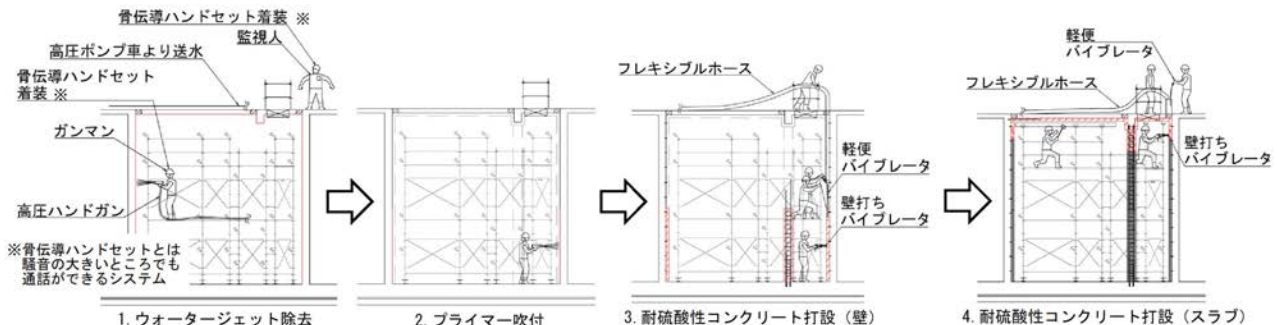 骨伝導ハンドセット着装 ※
監視人
高圧ポンプ車より送水
骨伝導ハンドセット
着装 ※
ガンマン
高圧ハンドガン
※骨伝導ハンドセットとは
騒音の大きいところでも
通話ができるシステム
1. ウォータージェット除去
2. プライマー吹付
フレキシブルホース
軽便
バイブレータ
壁打ち
バイブレータ
3. 耐硫酸性コンクリート打設（壁）
軽便
バイブレータ
フレキシブルホース
壁打ち
バイブレータ
4. 耐硫酸性コンクリート打設（スラブ）